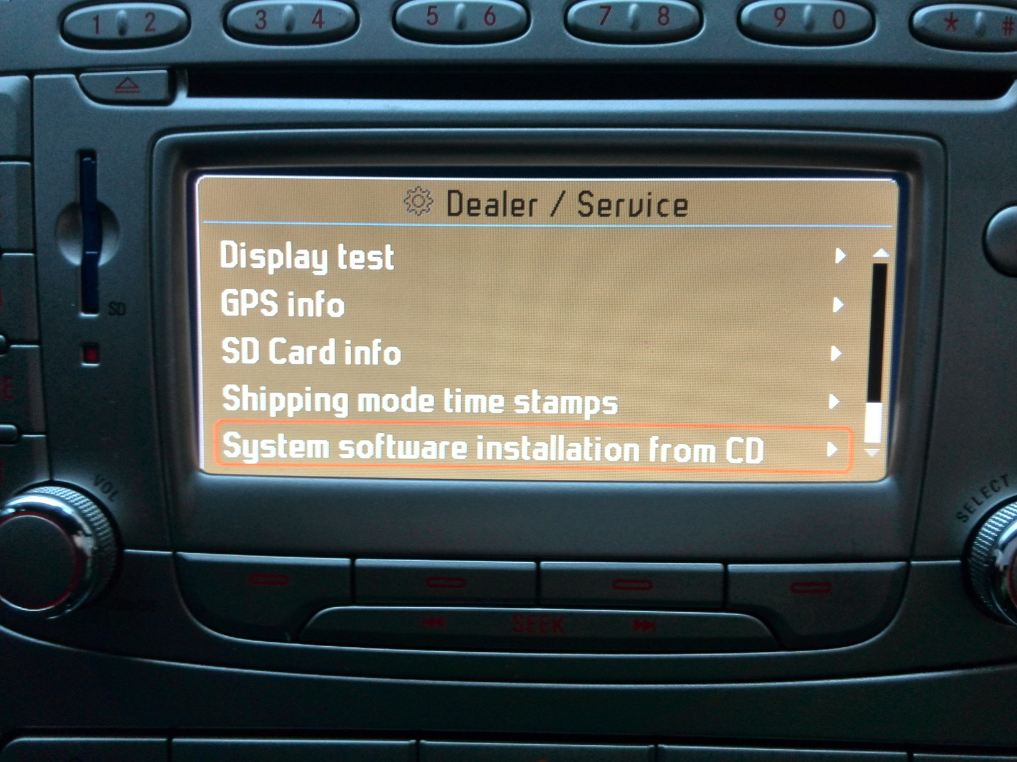 1 2 3 4 5 6 7 8 9 0 * #
Dealer / Service
Display test
GPS info
SD Card info
Shipping mode time stamps
System software installation from CD
SD
VOL
SELECT
SEEK